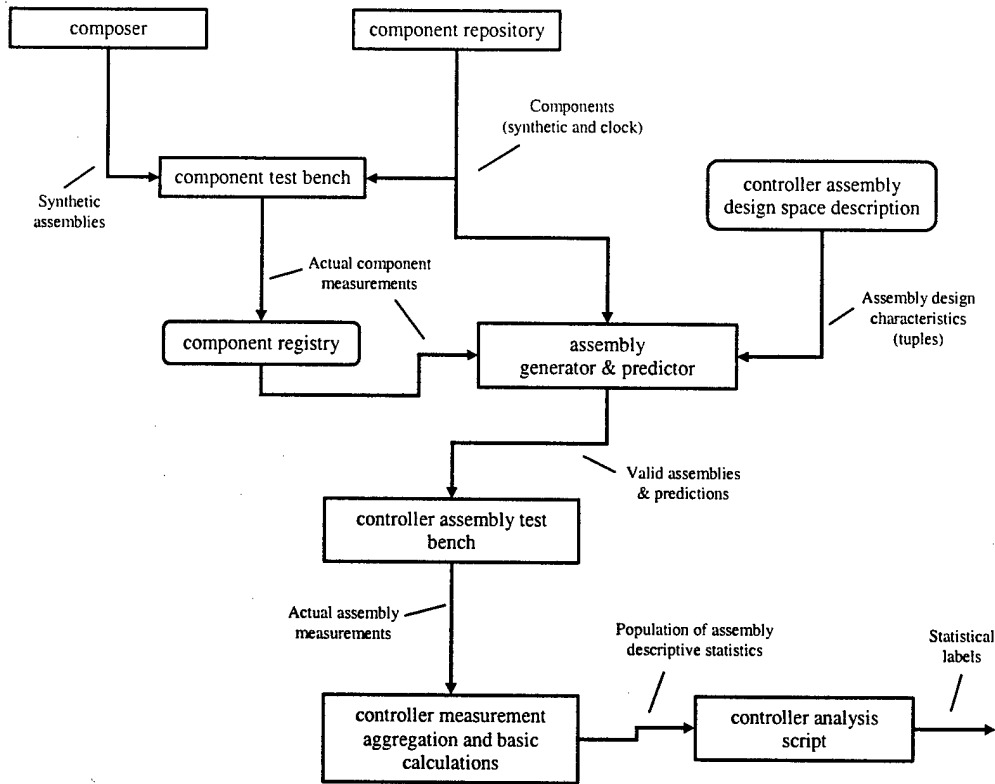 composer
component repository
Components
(synthetic and clock)
component test bench
Synthetic
assemblies
controller assembly
design space description
Actual component
measurements
Assembly design
characteristics
(tuples)
component registry
assembly
generator & predictor
Valid assemblies
& predictions
controller assembly test
bench
Actual assembly
measurements
Population of assembly
descriptive statistics
Statistical
labels
controller measurement
aggregation and basic
calculations
controller analysis
script